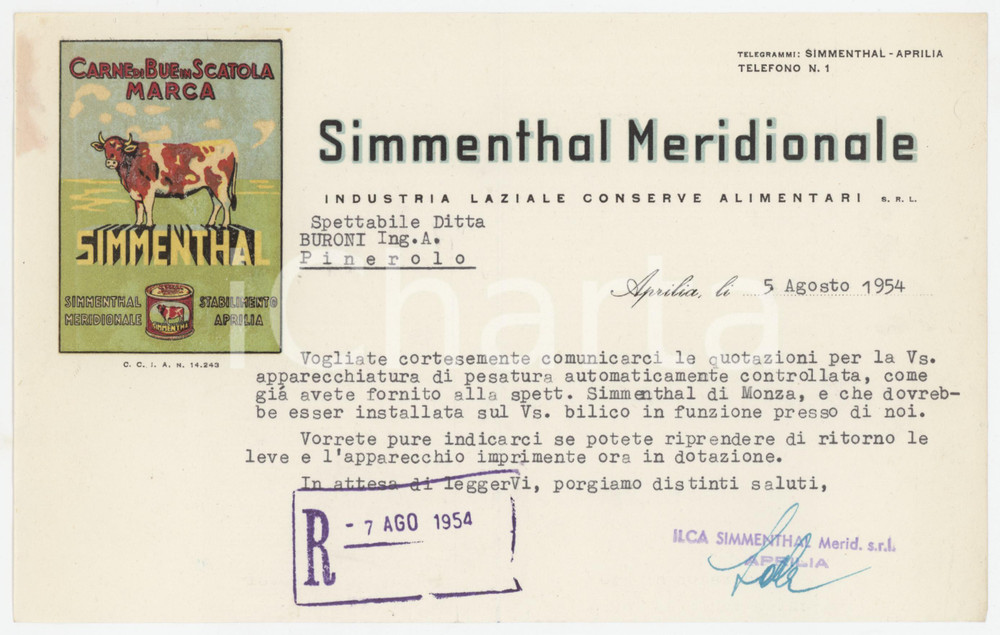 CARNE DI BUE IN SCATOLA
MARCA
SIMMENTHAL
SIMMENTHAL
MERIDIONALE
STABILIMENTO
APRILIA
SIMMENTHAL
C. C. I. A. N. 14.243
TELEGRAMMI: SIMMENTHAL - APRILIA
TELEFONO N. 1
Simmenthal Meridionale
INDUSTRIA LAZIALE CONSERVE ALIMENTARI S. R. L.
Spettabile Ditta
BURONI Ing.A.
Pinerolo
Aprilia, li 5 Agosto 1954
iCharta
Vogliate cortesemente comunicarci le quotazioni per la Vs.
apparecchiatura di pesatura automaticamente controllata, come
già avete fornito alla spett. Simmenthal di Monza, e che dovreb-
be esser installata sul Vs. bilico in funzione presso di noi.
Vorrete pure indicarci se potete riprendere di ritorno le
leve e l'apparecchio imprimente ora in dotazione.
In attesa di leggerVi, porgiamo distinti saluti,
R - 7 AGO 1954
ILCA SIMMENTHAL Merid. s.r.l.
APRILIA